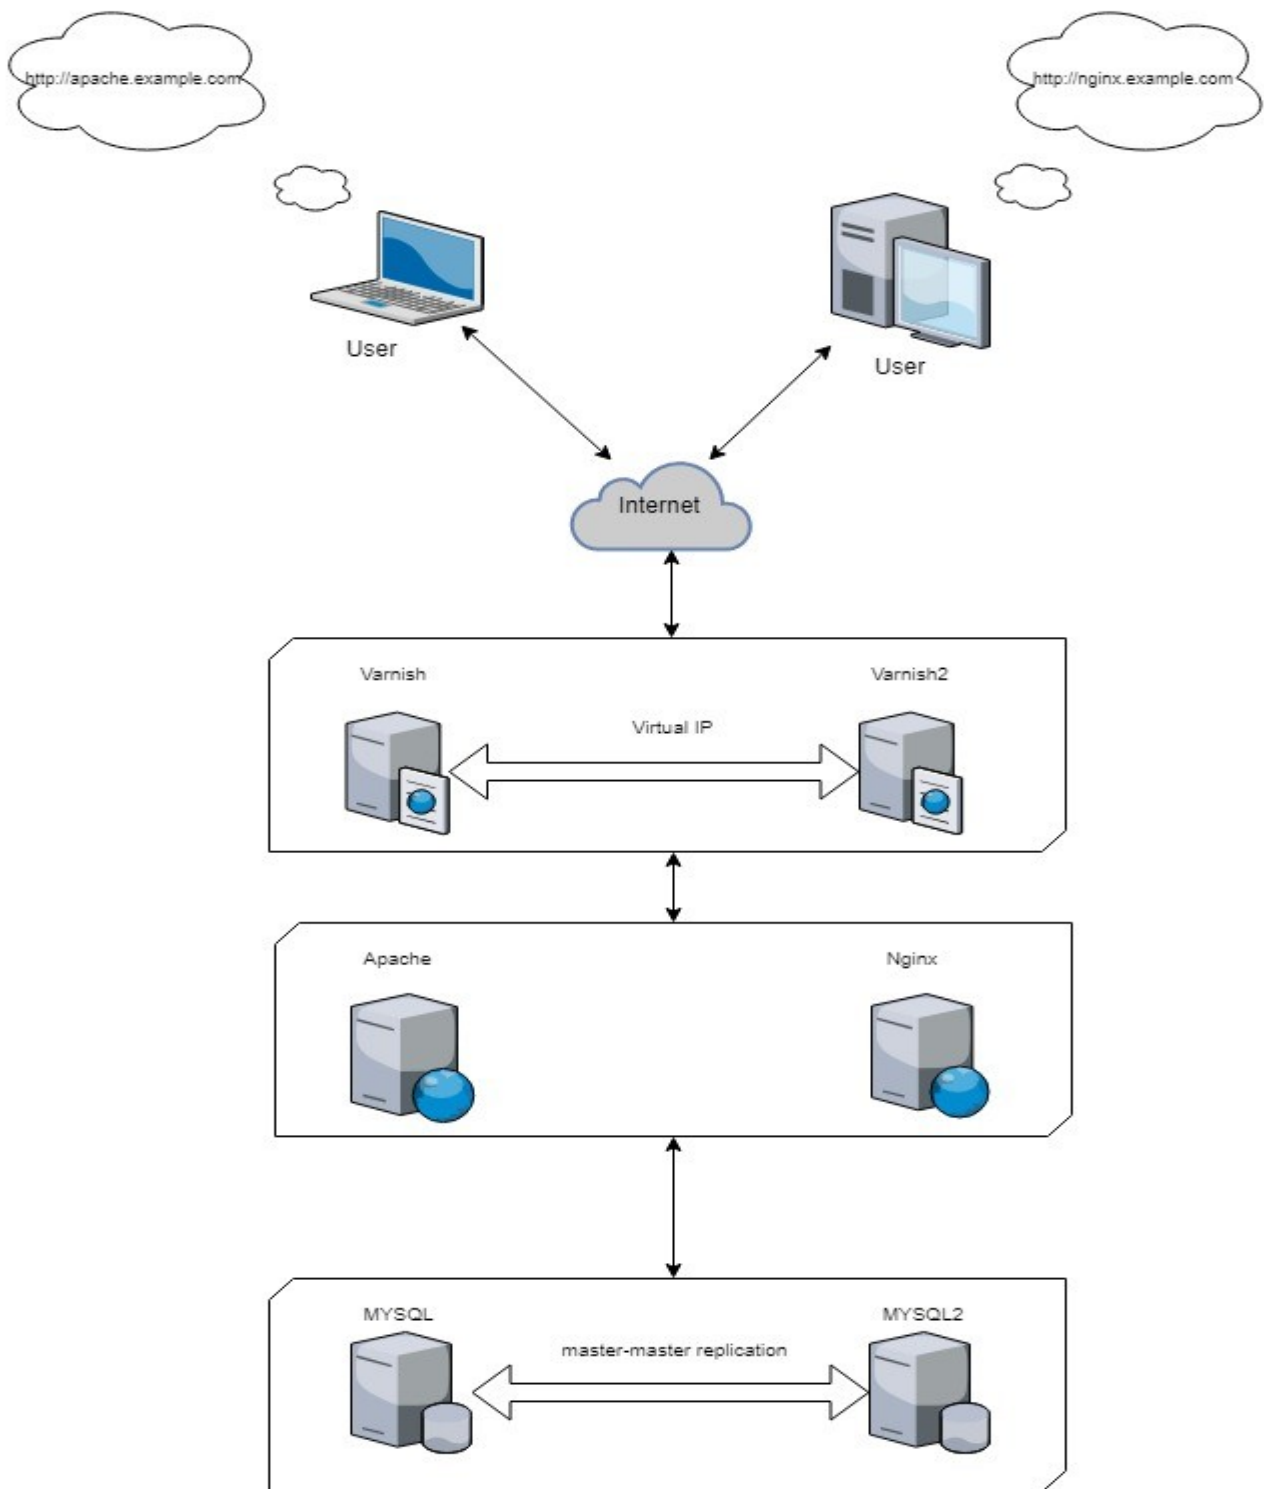 http://apache.example.com
http://nginx.example.com
User
User
Internet
Varnish
Varnish2
Virtual IP
Apache
Nginx
MYSQL
MYSQL2
master-master replication